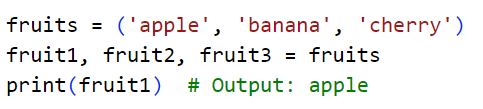 fruits = ('apple', 'banana', 'cherry')
fruit1, fruit2, fruit3 = fruits
print(fruit1)  # Output: apple